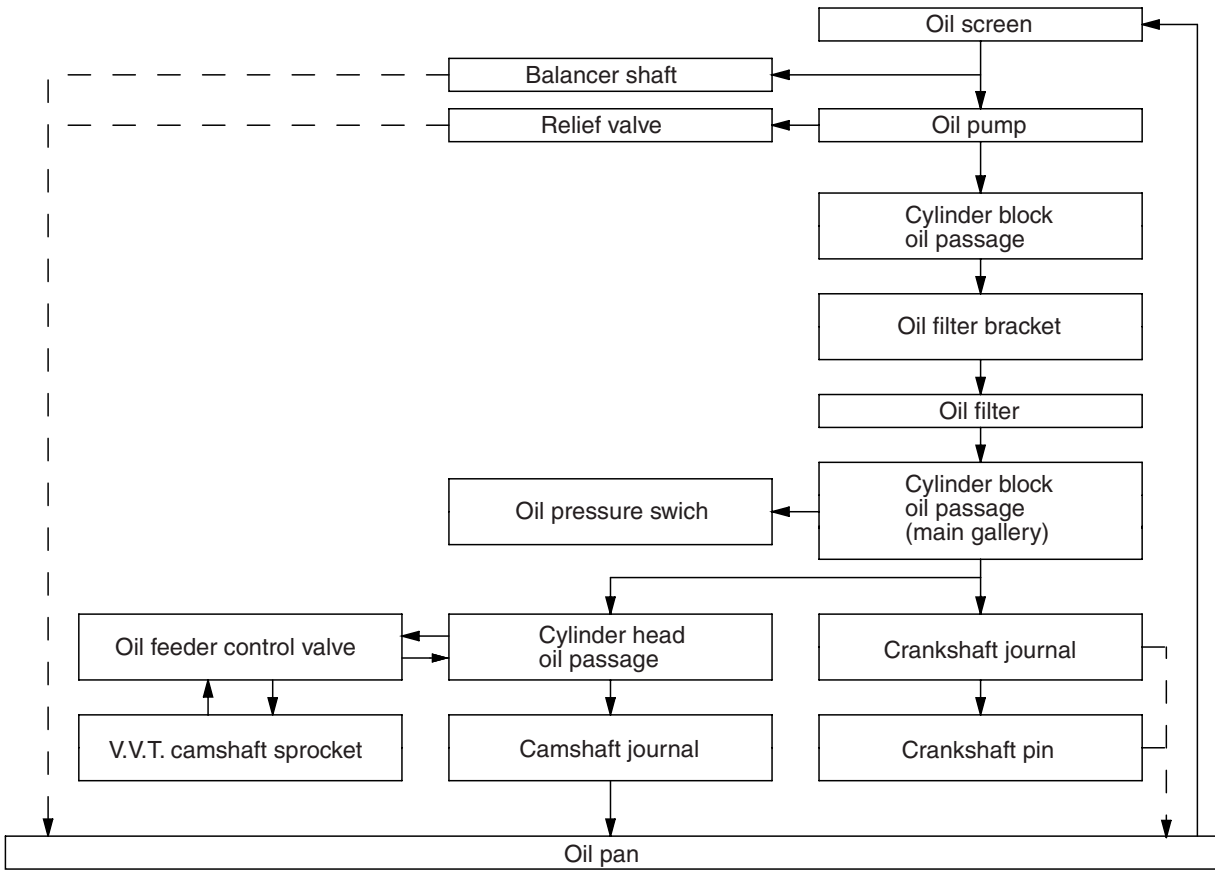 Oil screen
Balancer shaft
Relief valve
Oil pump
Cylinder block
oil passage
Oil filter bracket
Oil filter
Oil pressure swich
Cylinder block
oil passage
(main gallery)
Oil feeder control valve
Cylinder head
oil passage
Crankshaft journal
V.V.T. camshaft sprocket
Camshaft journal
Crankshaft pin
Oil pan